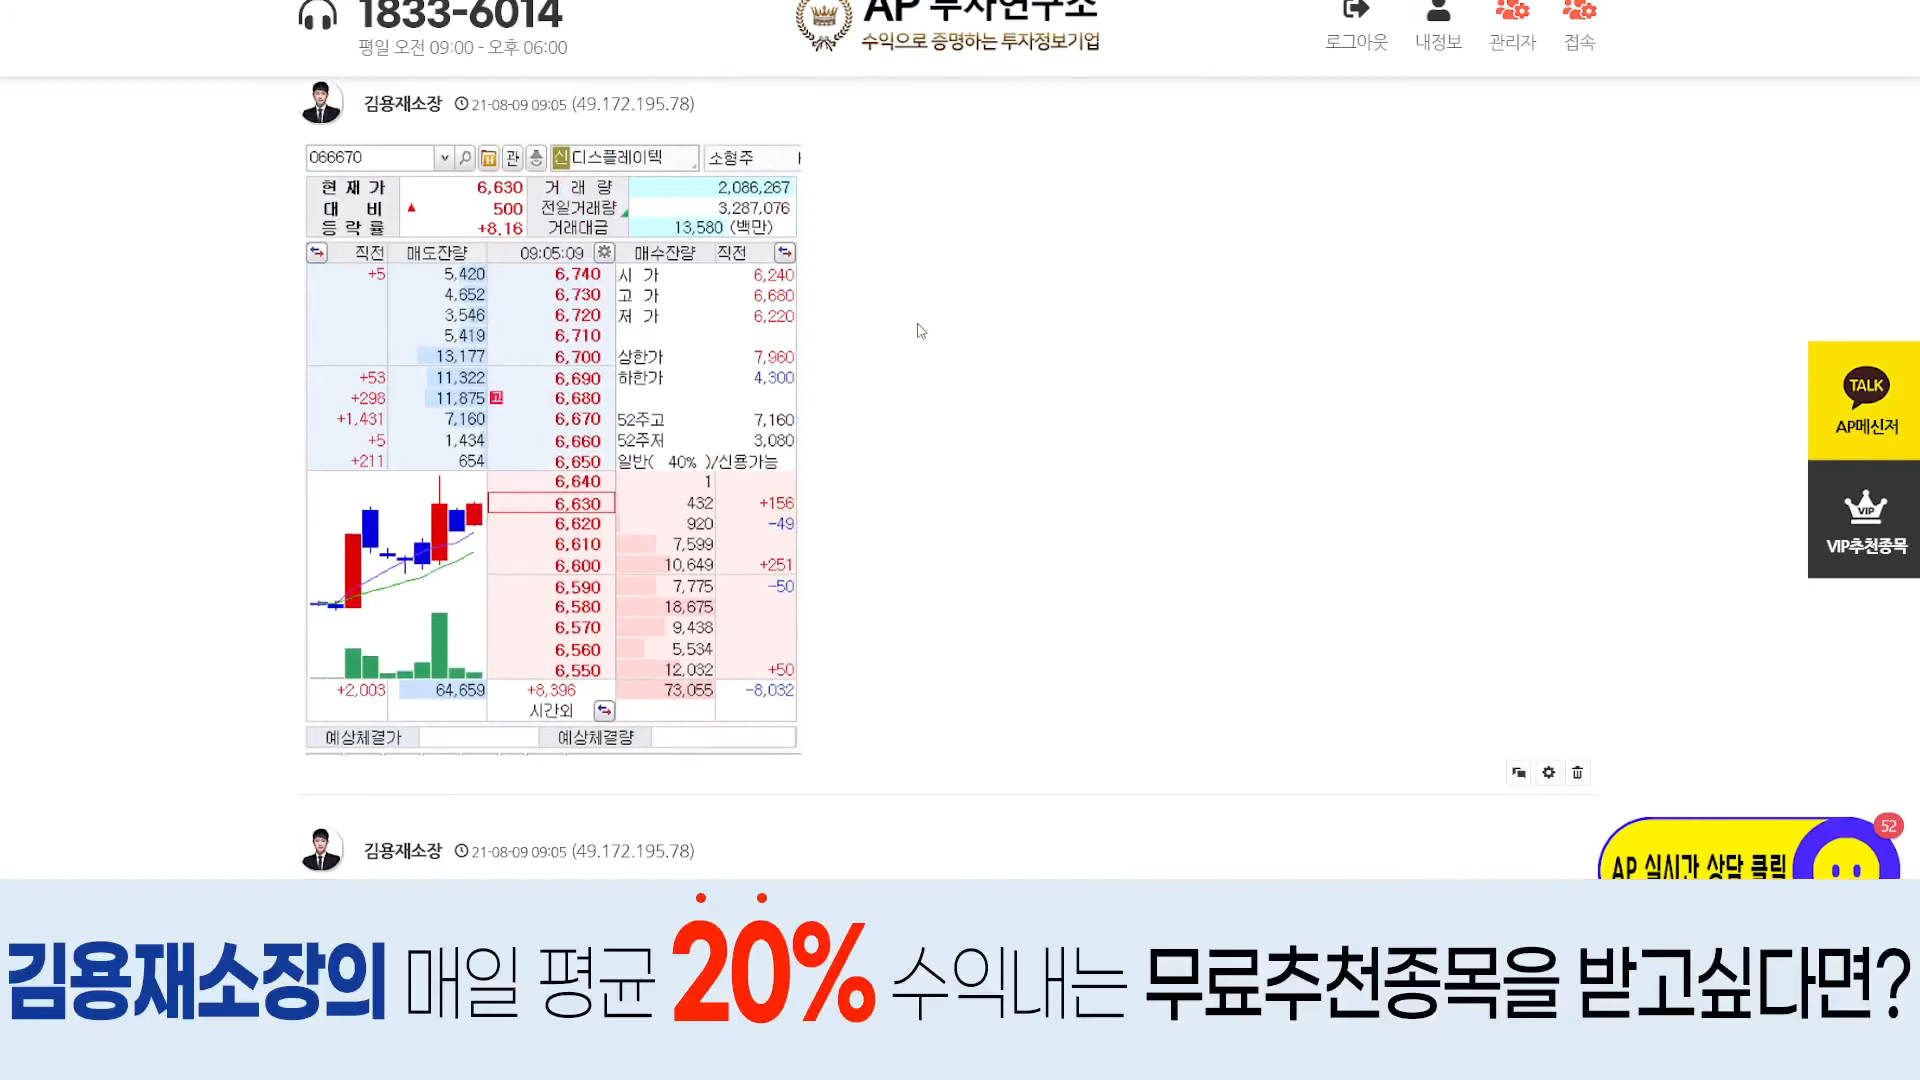 1833-6014
평일 오전 09:00 - 오후 06:00
AP 투자연구소
수익으로 증명하는 투자정보기업
로그아웃 내정보 관리자 접속
김용재소장 21-08-09 09:05 (49.172.195.78)
066670 관 신 디스플레이텍 소형주
현재가 6,630 거래량 2,086,267
대비 ▲ 500 전일거래량 3,287,076
등락률 +8.16 거래대금 13,580 (백만)
직전 매도잔량 09:05:09 매수잔량 직전
+5 5,420 6,740 시가 6,240
4,652 6,730 고가 6,680
3,546 6,720 저가 6,220
5,419 6,710
13,177 6,700 상한가 7,960
+53 11,322 6,690 하한가 4,300
+298 11,875 고 6,680
+1,431 7,160 6,670 52주고 7,160
+5 1,434 6,660 52주저 3,080
+211 654 6,650 일반( 40% )/신용가능
6,640 1
6,630 432 +156
6,620 920 -49
6,610 7,599
6,600 10,649 +251
6,590 7,775 -50
6,580 18,675
6,570 9,438
6,560 5,534
6,550 12,032 +50
+2,003 64,659 +8,396 73,055 -8,032
시간외
예상체결가 예상체결량
TALK
AP메신저
VIP
VIP추천종목
김용재소장 21-08-09 09:05 (49.172.195.78)
52
AP 실시간 상담 클릭
김용재소장의 매일 평균 20% 수익내는 무료추천종목을 받고싶다면?